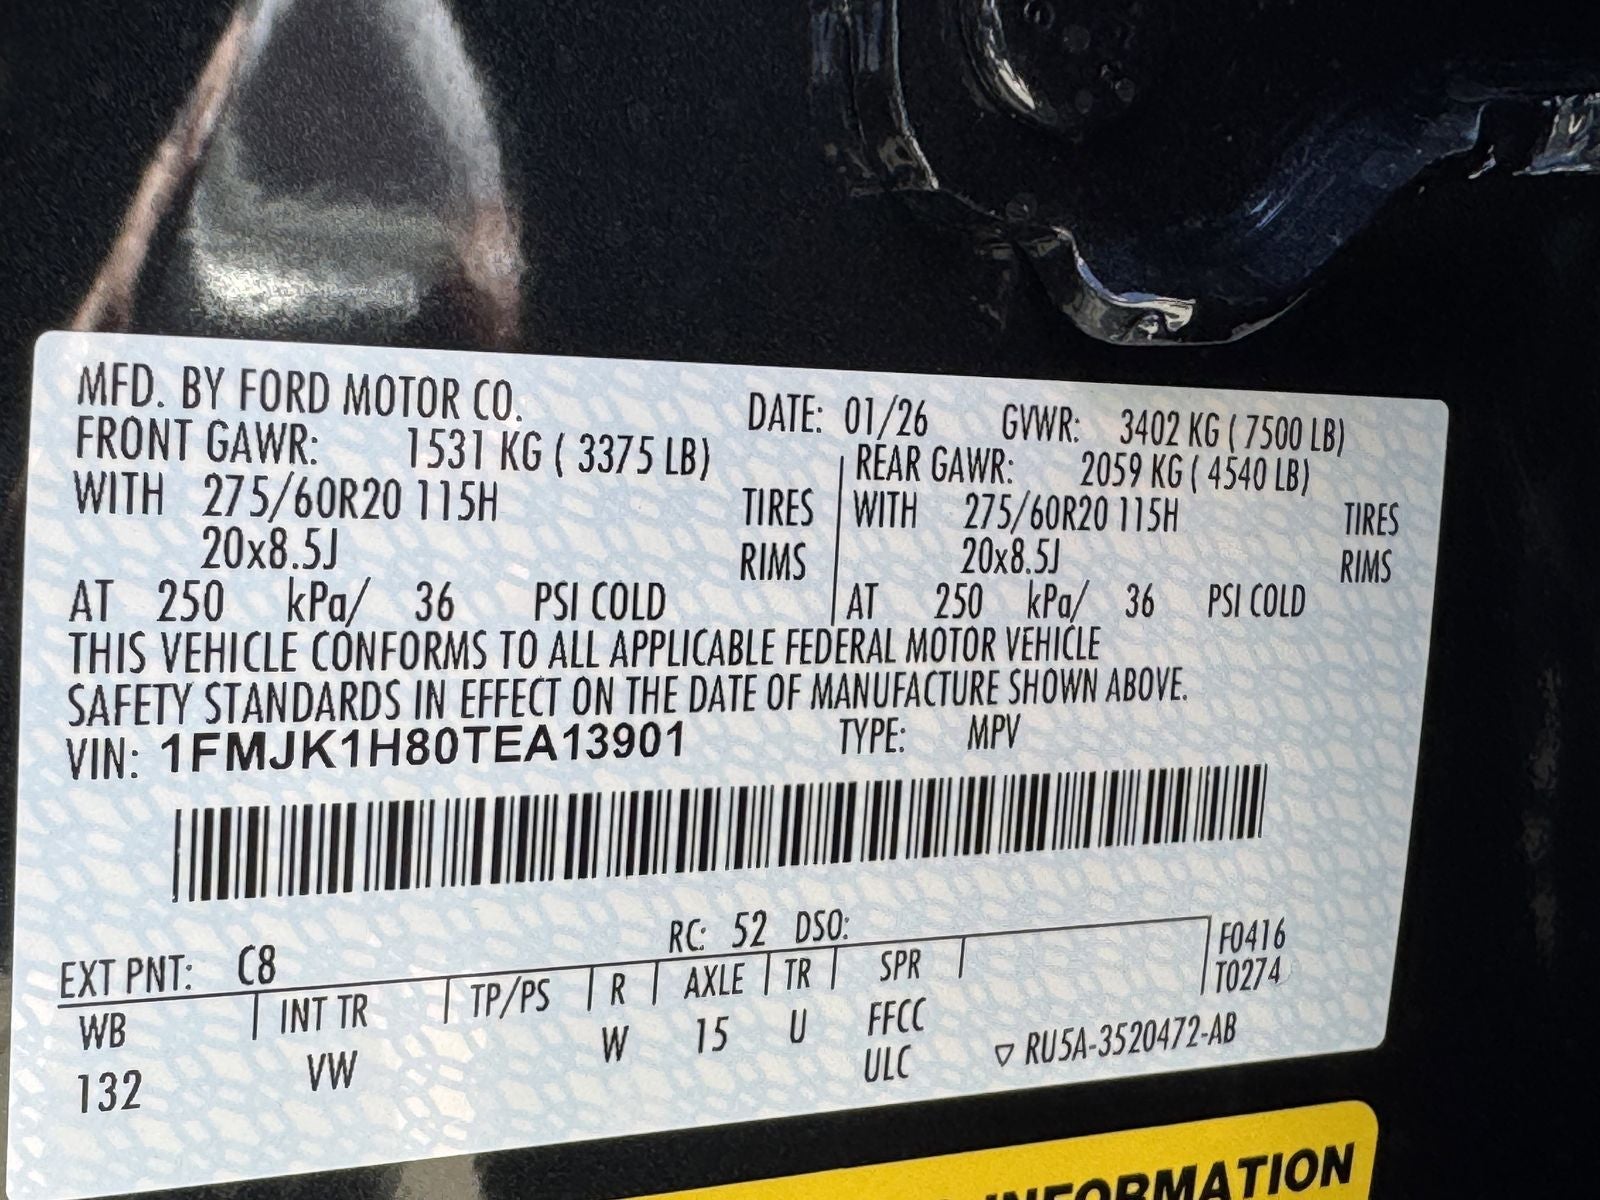 MFD. BY FORD MOTOR CO.
DATE: 01/26 GVWR: 3402 KG ( 7500 LB)
FRONT GAWR: 1531 KG ( 3375 LB)
REAR GAWR: 2059 KG ( 4540 LB)
WITH 275/60R20 115H TIRES
WITH 275/60R20 115H TIRES
20x8.5J RIMS
20x8.5J RIMS
AT 250 kPa/ 36 PSI COLD
AT 250 kPa/ 36 PSI COLD
THIS VEHICLE CONFORMS TO ALL APPLICABLE FEDERAL MOTOR VEHICLE
SAFETY STANDARDS IN EFFECT ON THE DATE OF MANUFACTURE SHOWN ABOVE.
VIN: 1FMJK1H80TEA13901 TYPE: MPV
EXT PNT: C8 RC: 52 DSO:
WB INT TR TP/PS R AXLE TR SPR
132 VW W 15 U FFCC
ULC
F0416
T0274
▽ RU5A-3520472-AB
INFORMATION